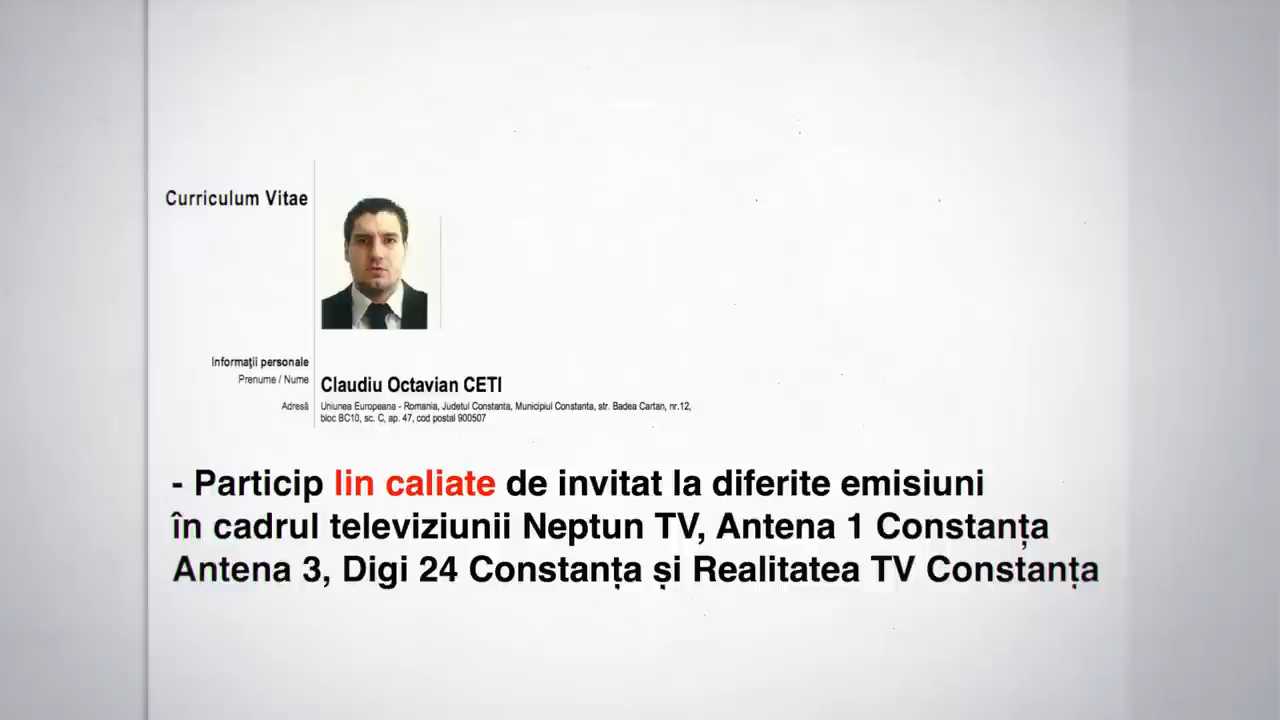 Curriculum Vitae
Informaţii personale
Prenume / Nume
Claudiu Octavian CETI
Adresă
Uniunea Europeana - Romania, Judetul Constanta, Municipiul Constanta, str. Badea Cartan, nr.12,
bloc BC10, sc. C, ap. 47, cod postal 900507
- Particip lin caliate de invitat la diferite emisiuni
în cadrul televiziunii Neptun TV, Antena 1 Constanța
Antena 3, Digi 24 Constanța și Realitatea TV Constanța